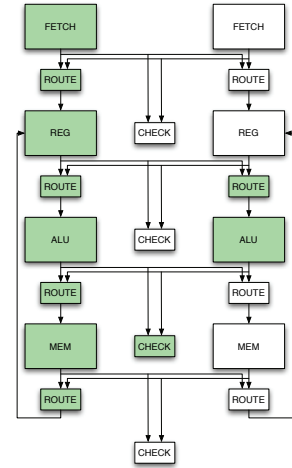 FETCH FETCH
ROUTE ROUTE
REG CHECK REG
ROUTE ROUTE
ALU CHECK ALU
ROUTE ROUTE
MEM CHECK MEM
ROUTE ROUTE
CHECK